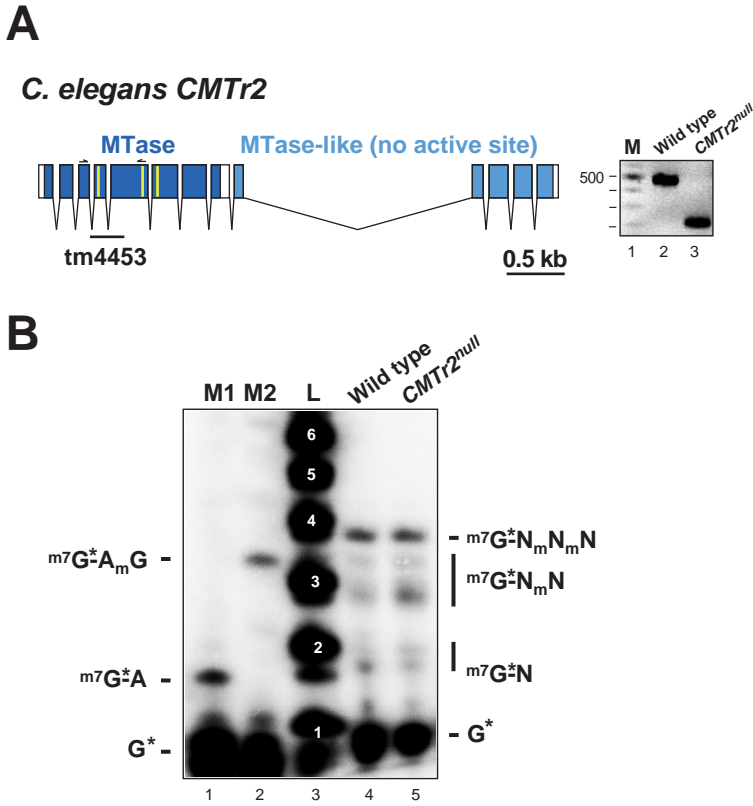 A
C. elegans CMTr2
MTase
MTase-like (no active site)
tm4453
0.5 kb
M Wild type CMTr2null
500
1 2 3
B
M1 M2 L Wild type CMTr2null
6
5
4
3
2
1
m7G*-AmG
m7G*-A
G*
m7G*-NmNmN
m7G*-NmN
m7G*-N
G*
1 2 3 4 5